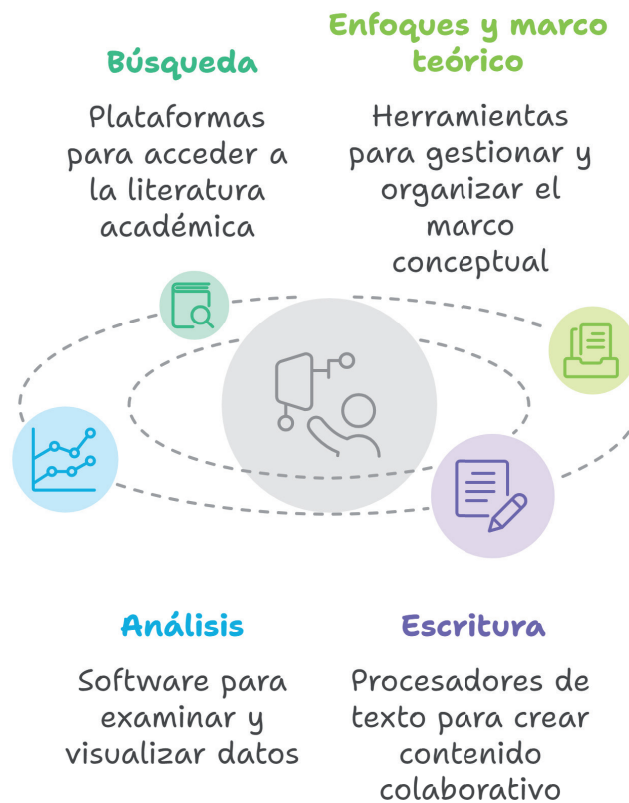 Búsqueda
Plataformas
para acceder a
la literatura
académica
Enfoques y marco
teórico
Herramientas
para gestionar y
organizar el
marco
conceptual
Análisis
Software para
examinar y
visualizar datos
Escritura
Procesadores de
texto para crear
contenido
colaborativo